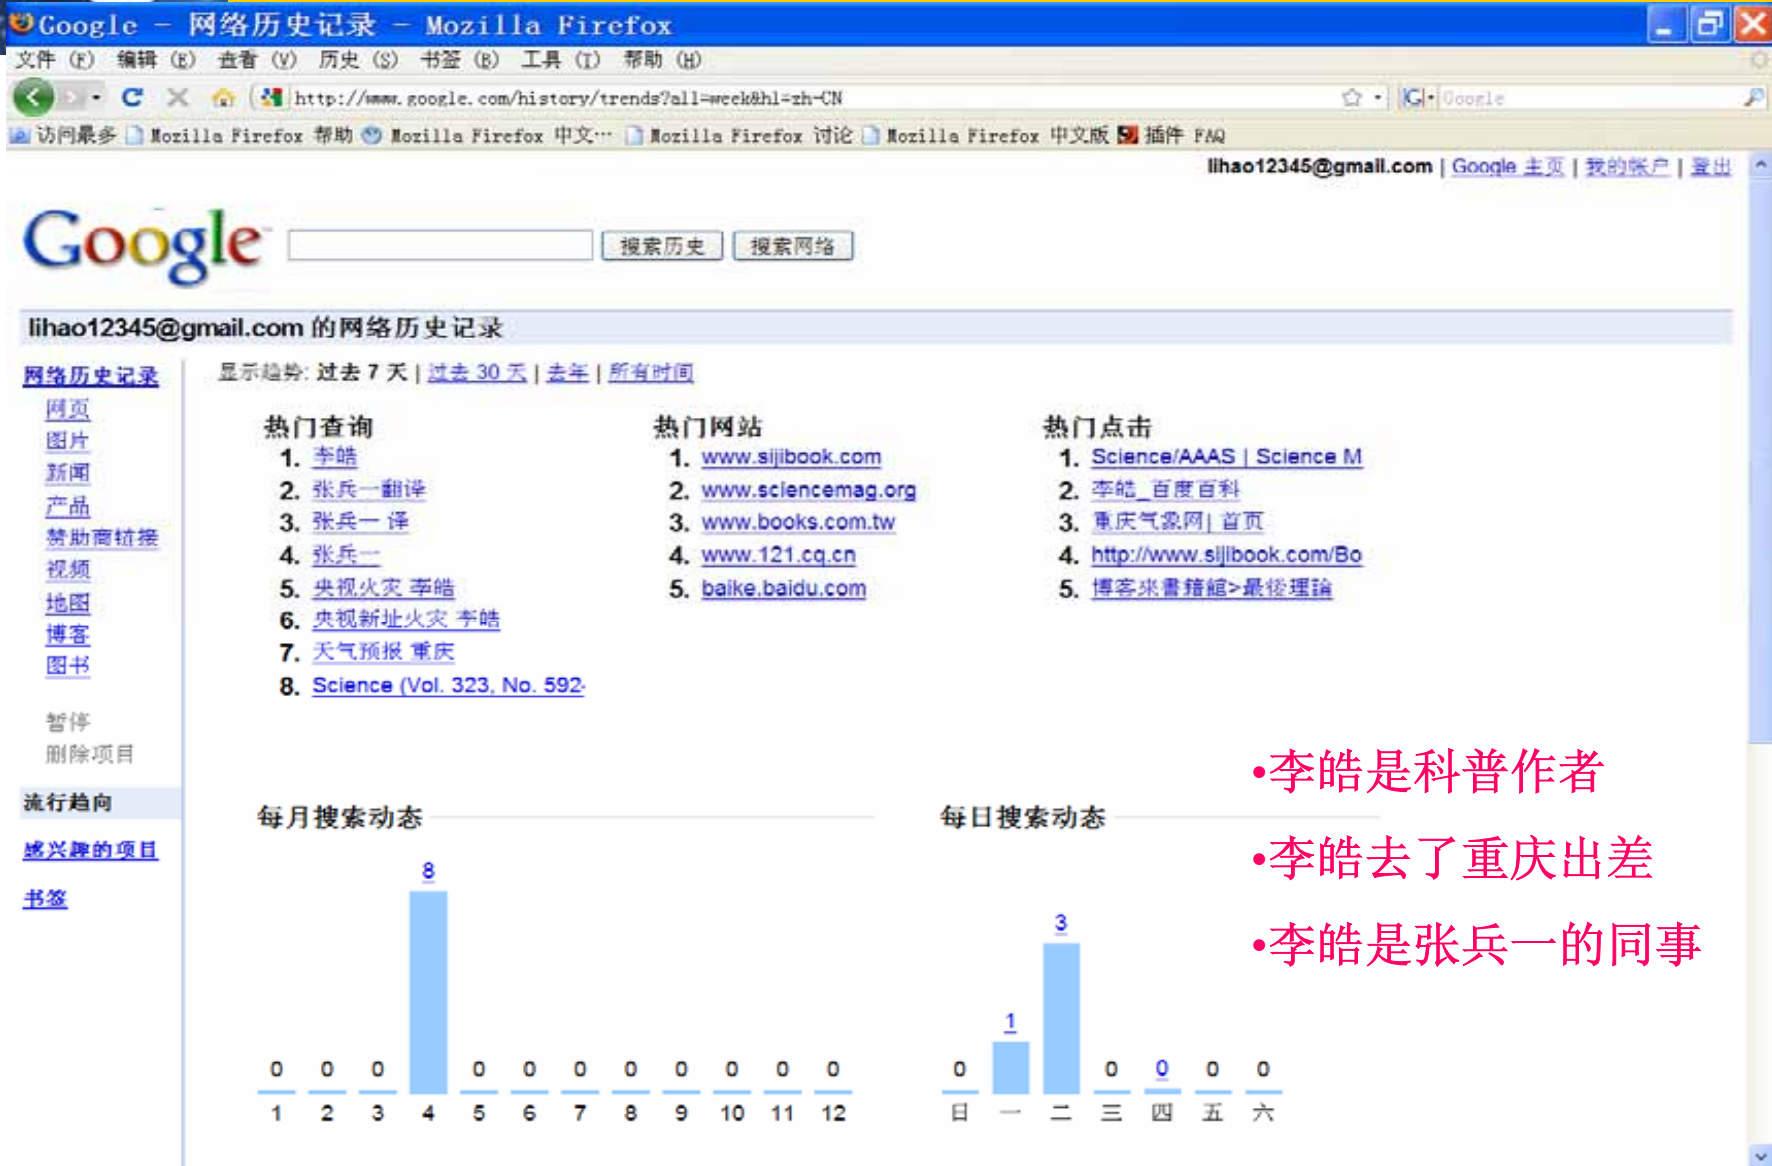 Google - 网络历史记录 - Mozilla Firefox
文件 (F) 编辑 (E) 查看 (V) 历史 (S) 书签 (B) 工具 (T) 帮助 (H)
http://www.google.com/history/trends?all=week&hl=zh-CN
Google
访问最多 Mozilla Firefox 帮助 Mozilla Firefox 中文… Mozilla Firefox 讨论 Mozilla Firefox 中文版 插件 FAQ
lihao12345@gmail.com | Google 主页 | 我的帐户 | 登出
Google
搜索历史 搜索网络
lihao12345@gmail.com 的网络历史记录
网络历史记录
网页
图片
新闻
产品
赞助商链接
视频
地图
博客
图书
暂停
删除项目
流行趋向
感兴趣的项目
书签
显示趋势: 过去 7 天 | 过去 30 天 | 去年 | 所有时间
热门查询
1. 李皓
2. 张兵一翻译
3. 张兵一 译
4. 张兵一
5. 央视火灾 李皓
6. 央视新址火灾 李皓
7. 天气预报 重庆
8. Science (Vol. 323, No. 592
热门网站
1. www.sijibook.com
2. www.sciencemag.org
3. www.books.com.tw
4. www.121.cq.cn
5. baike.baidu.com
热门点击
1. Science/AAAS | Science M
2. 李皓_百度百科
3. 重庆气象网| 首页
4. http://www.sijibook.com/Bo
5. 博客來書籍館>最後理論
每月搜索动态
8
0 0 0 0 0 0 0 0 0 0 0
1 2 3 4 5 6 7 8 9 10 11 12
每日搜索动态
3
1
0 0 0 0 0
日 一 二 三 四 五 六
•李皓是科普作者
•李皓去了重庆出差
•李皓是张兵一的同事